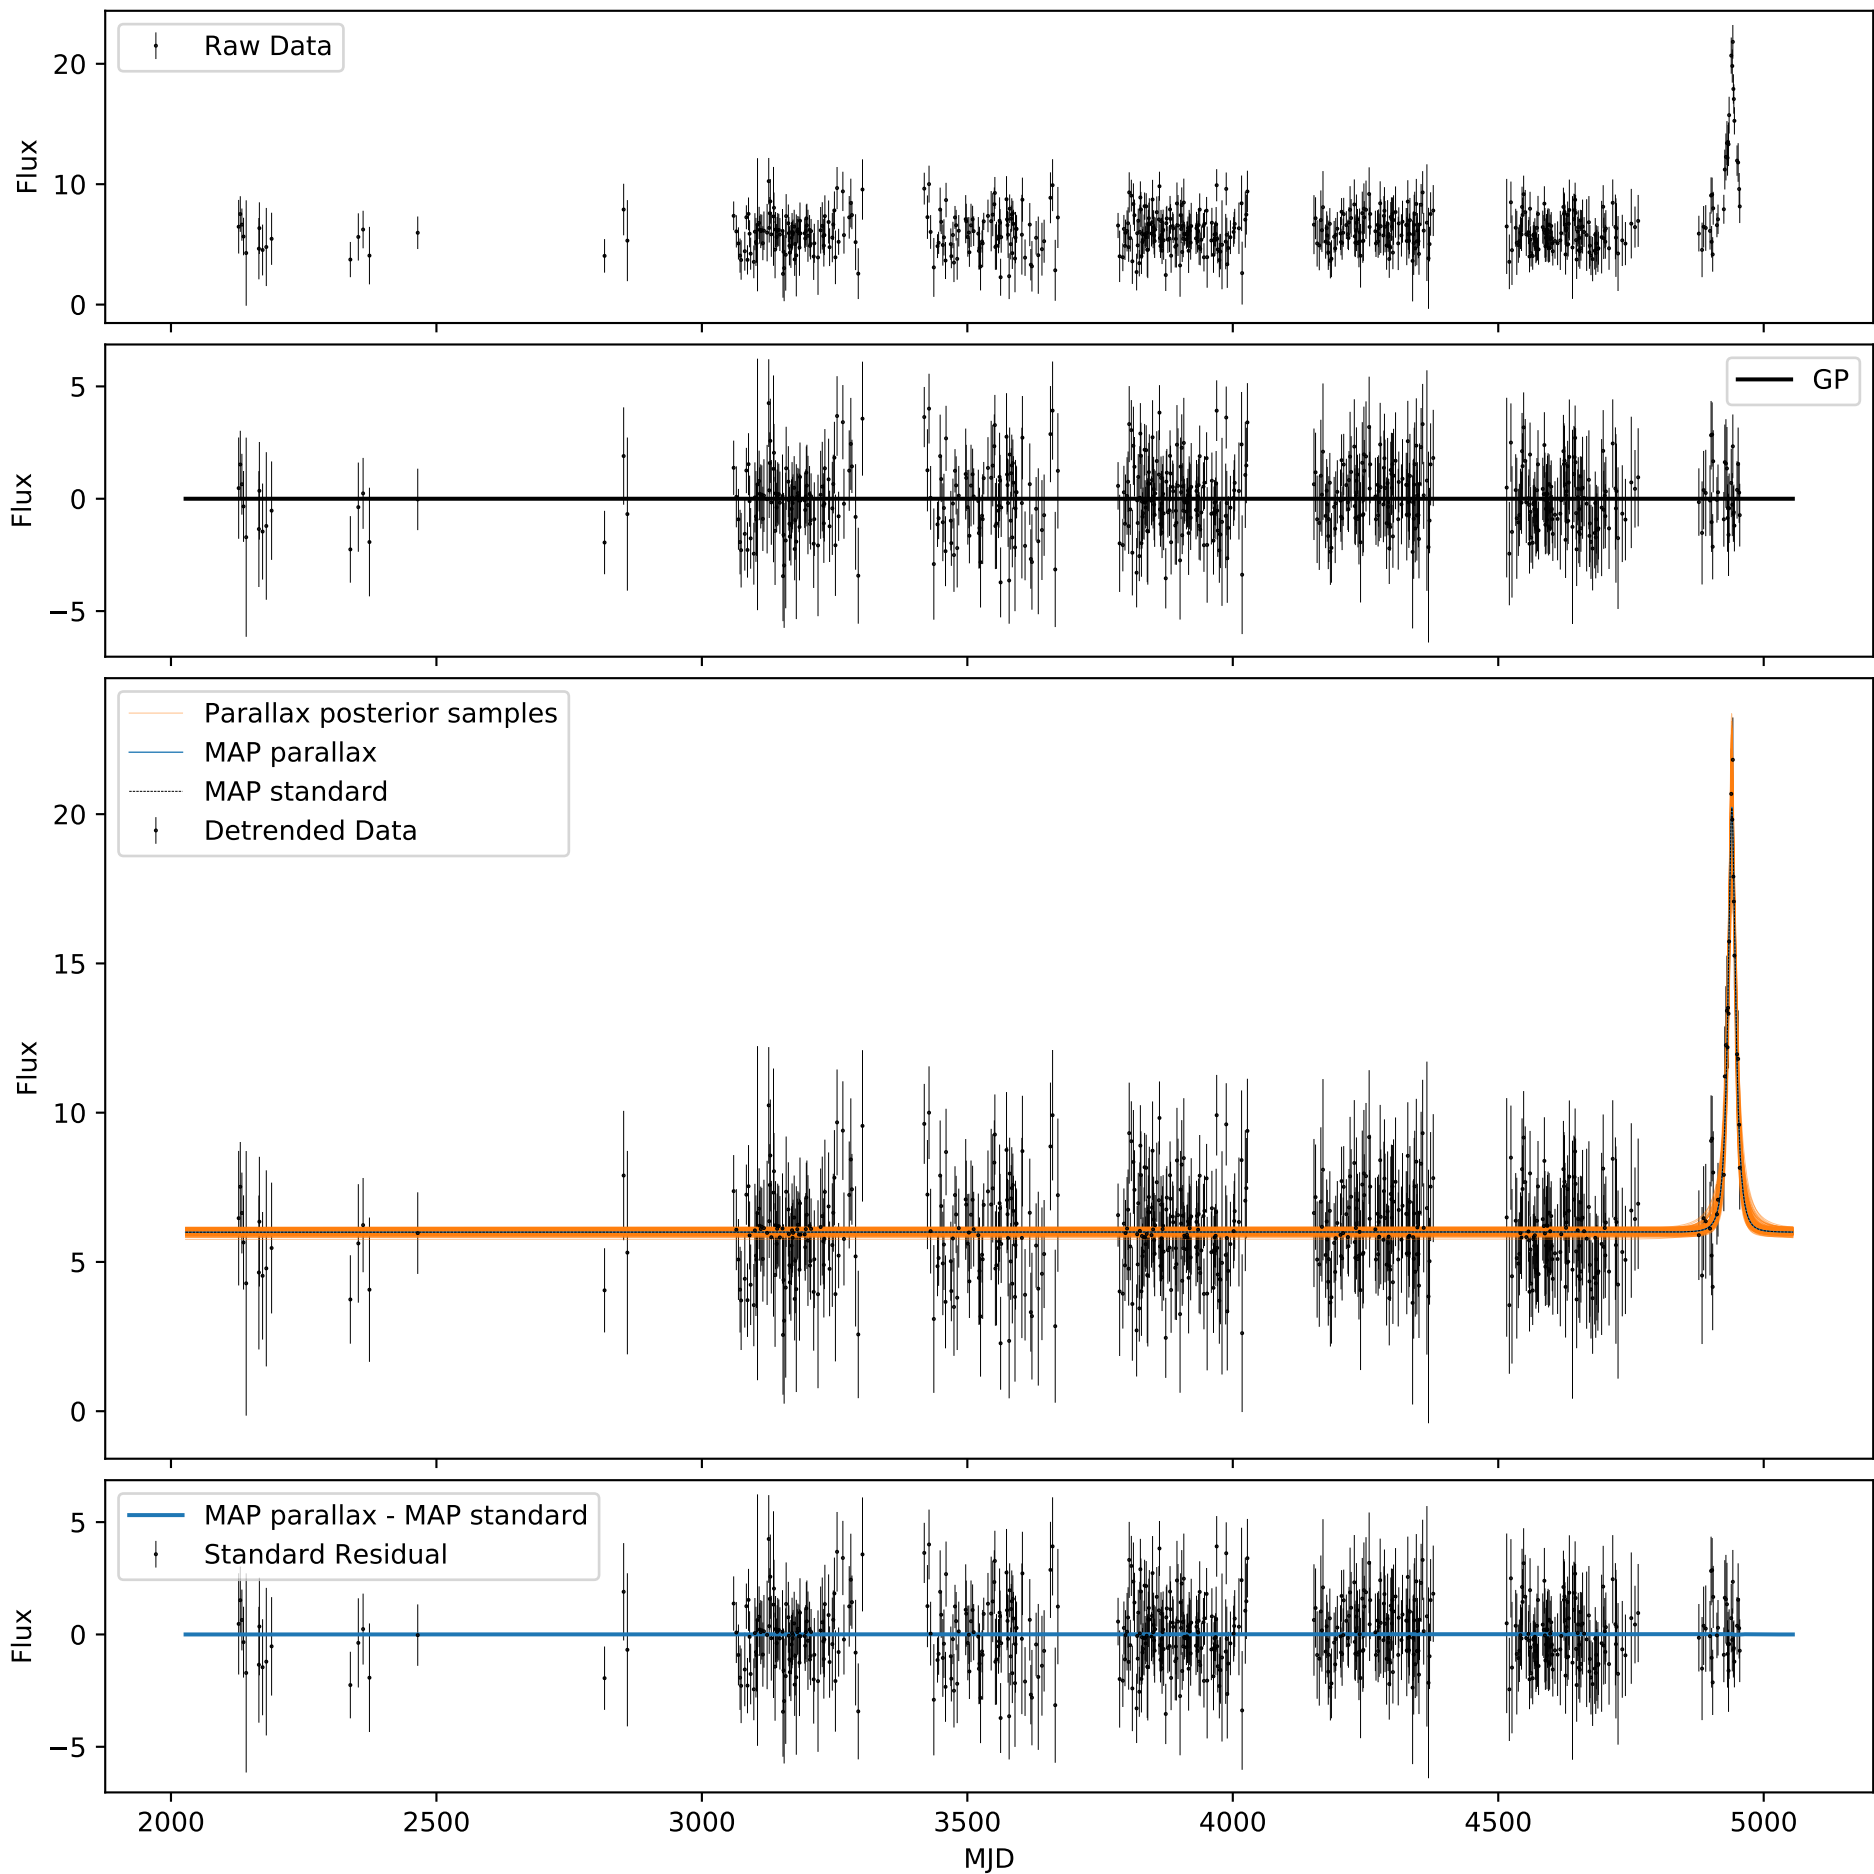 Raw Data
20
10
0
Flux
GP
5
0
−5
Flux
Parallax posterior samples
MAP parallax
MAP standard
Detrended Data
20
15
10
5
0
Flux
MAP parallax - MAP standard
Standard Residual
5
0
−5
Flux
2000 2500 3000 3500 4000 4500 5000
MJD